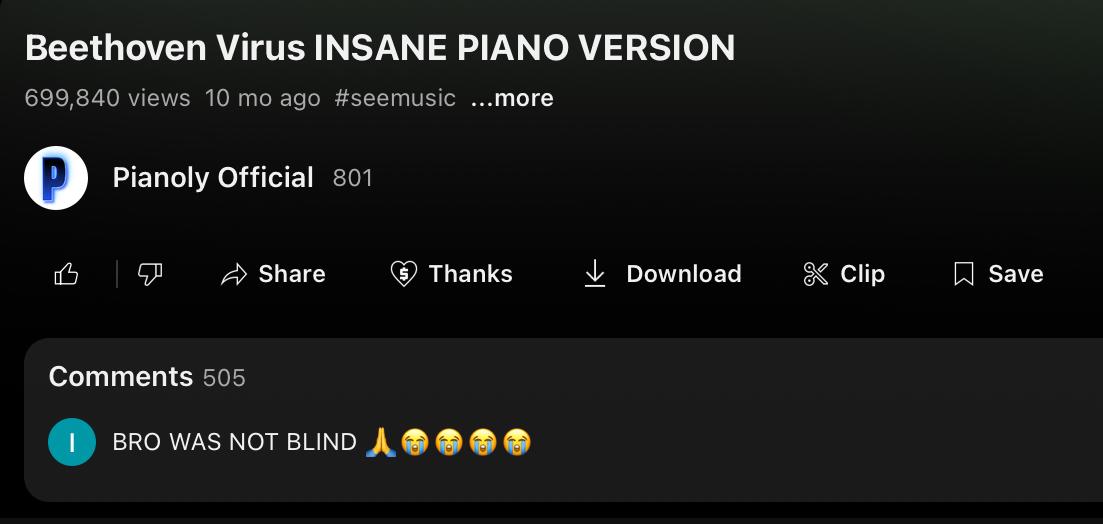 Beethoven Virus INSANE PIANO VERSION
699,840 views 10 mo ago #seemusic ...more
P Pianoly Official 801
Share Thanks Download Clip Save
Comments 505
I BRO WAS NOT BLIND 🙏😭😭😭😭